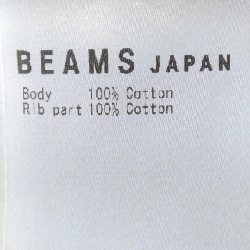 BEAMS JAPAN
Body 100% Cotton
Rib part 100% Cotton